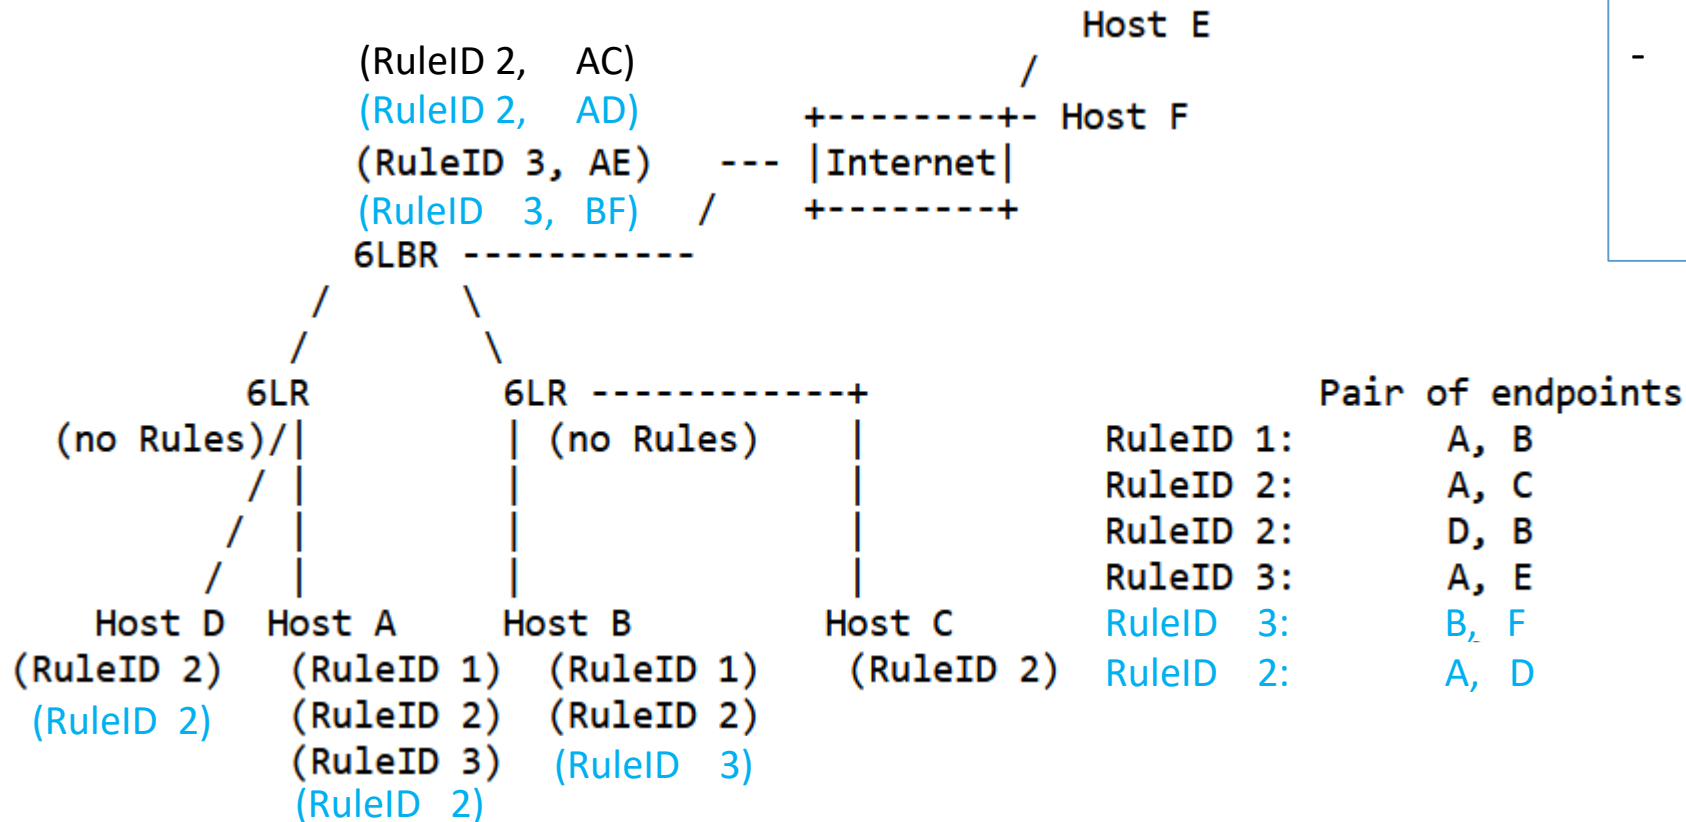 Host E
(RuleID 2, AC) / -
(RuleID 2, AD) +--------+- Host F
(RuleID 3, AE) --- |Internet|
(RuleID 3, BF) / +--------+
6LBR -----------
/ \
/ \
6LR 6LR ------------+ Pair of endpoints
(no Rules)/| | (no Rules) | RuleID 1: A, B
/ | | | RuleID 2: A, C
/ | | | RuleID 2: D, B
/ | | | RuleID 3: A, E
Host D Host A Host B Host C RuleID 3: B, F
(RuleID 2) (RuleID 1) (RuleID 1) (RuleID 2) RuleID 2: A, D
(RuleID 2) (RuleID 2) (RuleID 2)
(RuleID 3) (RuleID 3)
(RuleID 2)